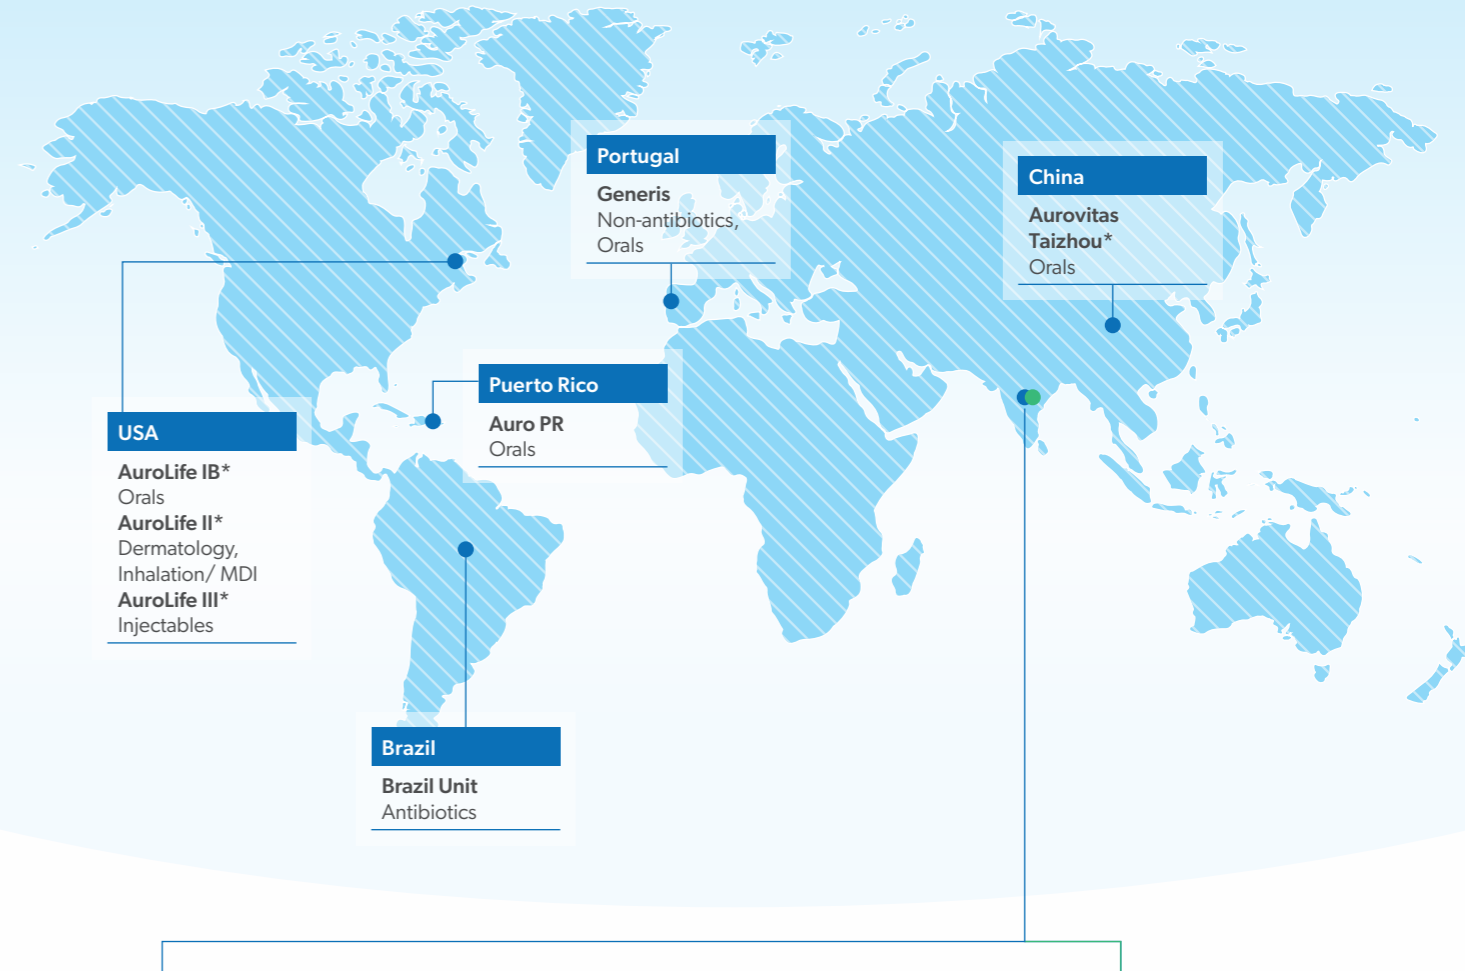 Portugal
Generis
Non-antibiotics,
Orals
China
Aurovitas
Taizhou*
Orals
Puerto Rico
Auro PR
Orals
USA
AuroLife IB*
Orals
AuroLife II*
Dermatology,
Inhalation/ MDI
AuroLife III*
Injectables
Brazil
Brazil Unit
Antibiotics